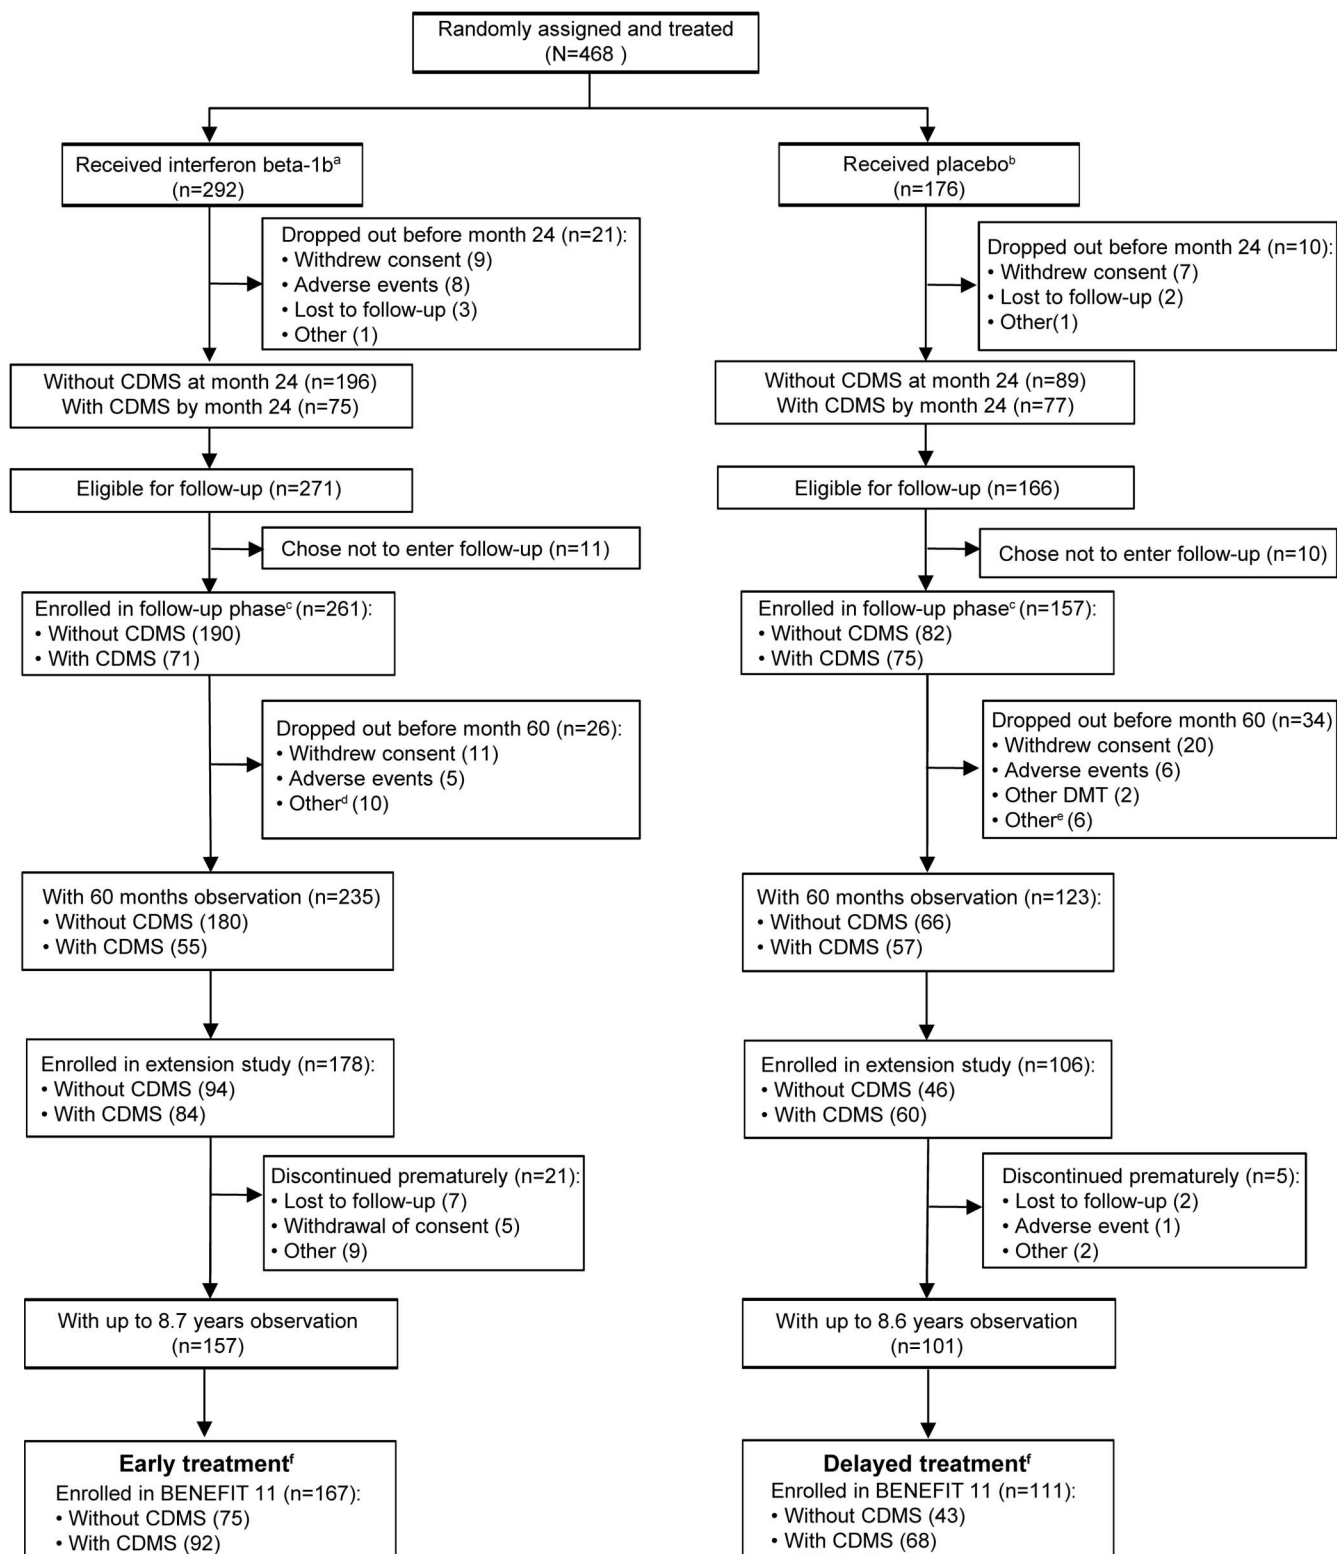 Randomly assigned and treated
(N=468 )
Received interferon beta-1bᵃ
(n=292)
Received placeboᵇ
(n=176)
Dropped out before month 24 (n=21):
• Withdrew consent (9)
• Adverse events (8)
• Lost to follow-up (3)
• Other (1)
Dropped out before month 24 (n=10):
• Withdrew consent (7)
• Lost to follow-up (2)
• Other(1)
Without CDMS at month 24 (n=196)
With CDMS by month 24 (n=75)
Without CDMS at month 24 (n=89)
With CDMS by month 24 (n=77)
Eligible for follow-up (n=271)
Eligible for follow-up (n=166)
Chose not to enter follow-up (n=11)
Chose not to enter follow-up (n=10)
Enrolled in follow-up phaseᶜ (n=261):
• Without CDMS (190)
• With CDMS (71)
Enrolled in follow-up phaseᶜ (n=157):
• Without CDMS (82)
• With CDMS (75)
Dropped out before month 60 (n=26):
• Withdrew consent (11)
• Adverse events (5)
• Otherᵈ (10)
Dropped out before month 60 (n=34)
• Withdrew consent (20)
• Adverse events (6)
• Other DMT (2)
• Otherᵉ (6)
With 60 months observation (n=235)
• Without CDMS (180)
• With CDMS (55)
With 60 months observation (n=123):
• Without CDMS (66)
• With CDMS (57)
Enrolled in extension study (n=178):
• Without CDMS (94)
• With CDMS (84)
Enrolled in extension study (n=106):
• Without CDMS (46)
• With CDMS (60)
Discontinued prematurely (n=21):
• Lost to follow-up (7)
• Withdrawal of consent (5)
• Other (9)
Discontinued prematurely (n=5):
• Lost to follow-up (2)
• Adverse event (1)
• Other (2)
With up to 8.7 years observation
(n=157)
With up to 8.6 years observation
(n=101)
Early treatmentᶠ
Enrolled in BENEFIT 11 (n=167):
• Without CDMS (75)
• With CDMS (92)
Delayed treatmentᶠ
Enrolled in BENEFIT 11 (n=111):
• Without CDMS (43)
• With CDMS (68)